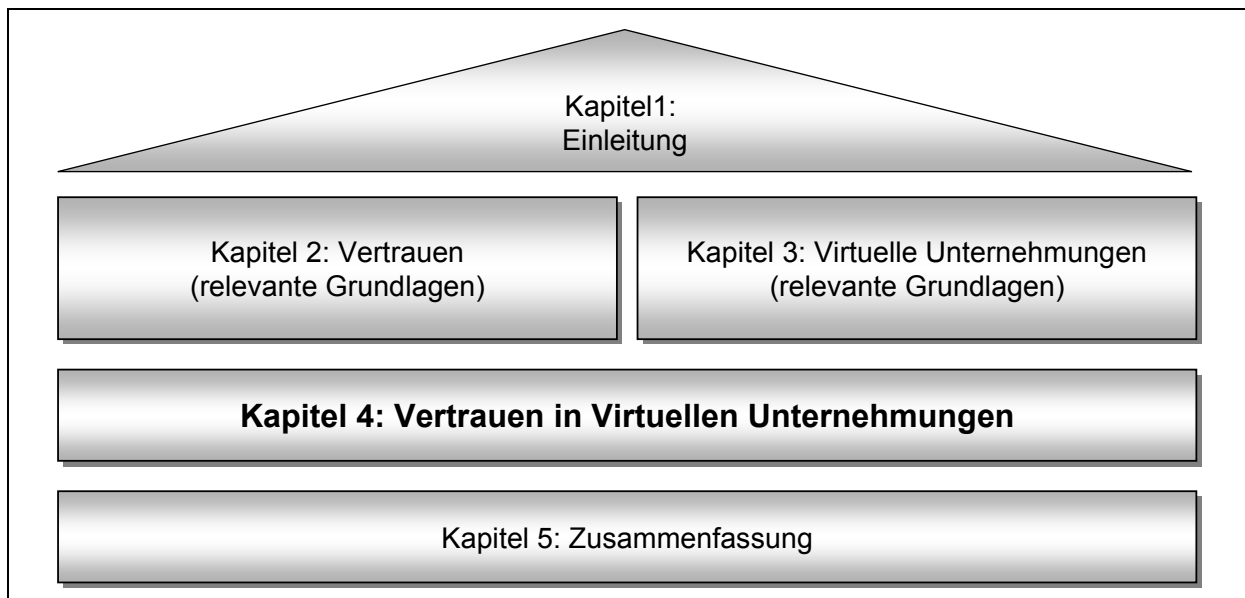 Kapitel1:
Einleitung
Kapitel 2: Vertrauen
(relevante Grundlagen)
Kapitel 3: Virtuelle Unternehmungen
(relevante Grundlagen)
Kapitel 4: Vertrauen in Virtuellen Unternehmungen
Kapitel 5: Zusammenfassung